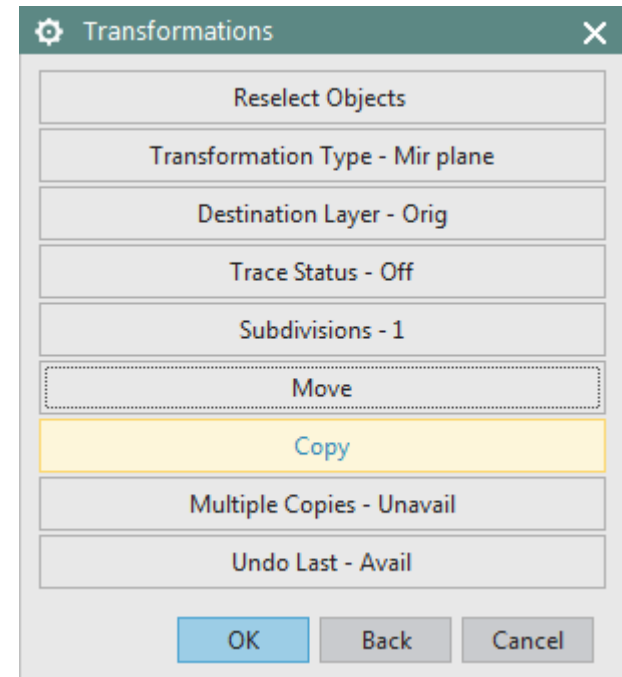 Transformations
Reselect Objects
Transformation Type - Mir plane
Destination Layer - Orig
Trace Status - Off
Subdivisions - 1
Move
Copy
Multiple Copies - Unavail
Undo Last - Avail
OK Back Cancel